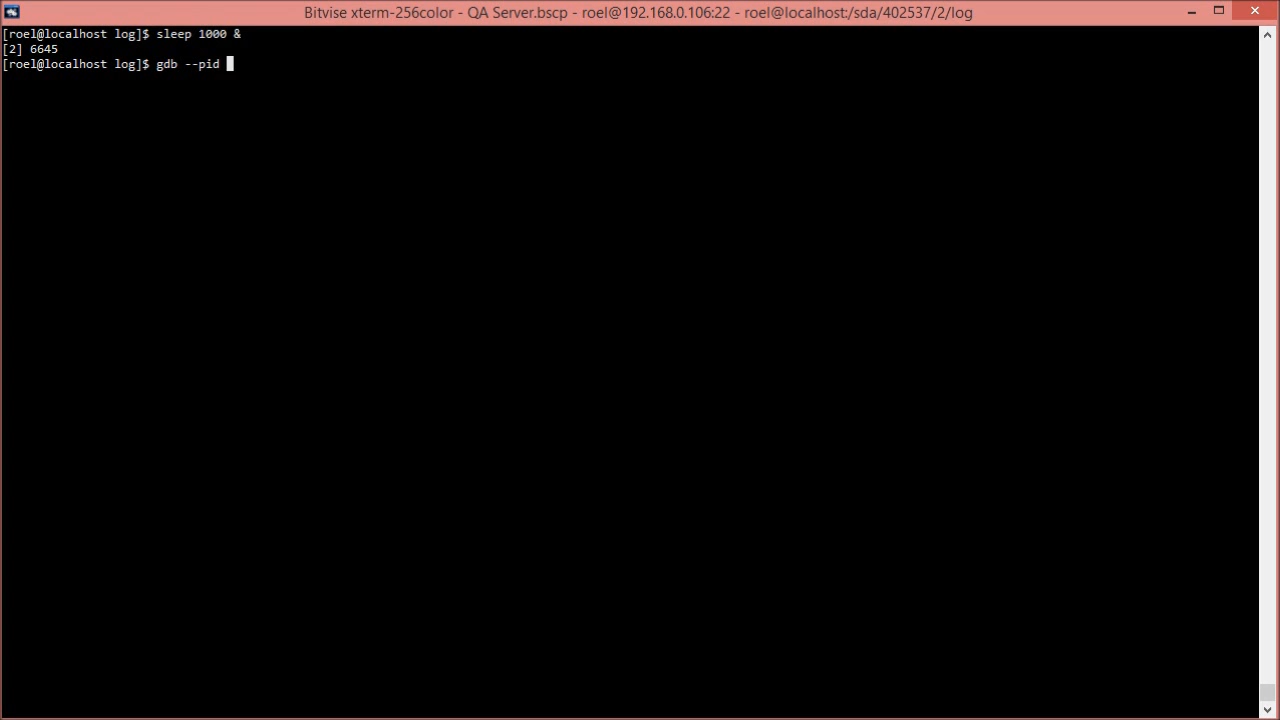 Bitvise xterm-256color - QA Server.bscp - roel@192.168.0.106:22 - roel@localhost:/sda/402537/2/log
[roel@localhost log]$ sleep 1000 &
[2] 6645
[roel@localhost log]$ gdb --pid